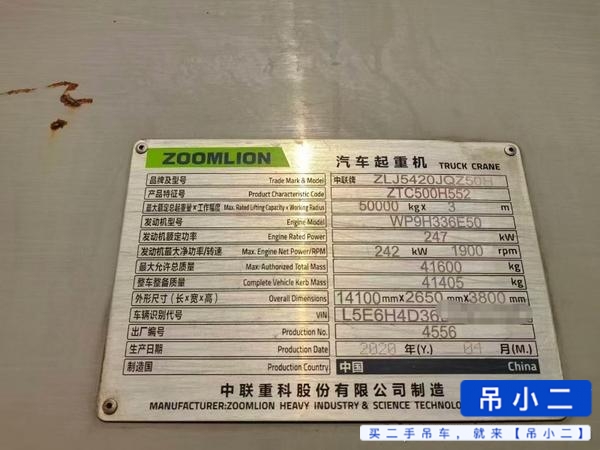 ZOOMLION 汽车起重机 TRUCK CRANE
品牌及型号 Trade Mark & Model 中联牌 ZLJ5420JQZ50H
产品特征号 Product Characteristic Code ZTC500H552
最大额定总起重量×工作幅度 Max. Rated Lifting Capacity × Working Radius 50000 kg× 3 m
发动机型号 Engine Model WP9H336E50
发动机额定功率 Engine Rated Power 247 kW
发动机最大净功率/转速 Max. Engine Net Power/RPM 242 kW 1900 rpm
最大允许总质量 Max. Authorized Total Mass 41600 kg
整车整备质量 Complete Vehicle Kerb Mass 41405 kg
外形尺寸(长×宽×高) Overall Dimensions 14100mm×2650mm×3800mm
车辆识别代号 VIN L5E6H4D36
出厂编号 Production No. 4556
生产日期 Production Date 2020 年(Y.) 04 月(M.)
制造国 Production Country 中国 China
中联重科股份有限公司制造
MANUFACTURER:ZOOMLION HEAVY INDUSTRY & SCIENCE TECHNOLO
吊小二
买二手吊车，就来【吊小二】